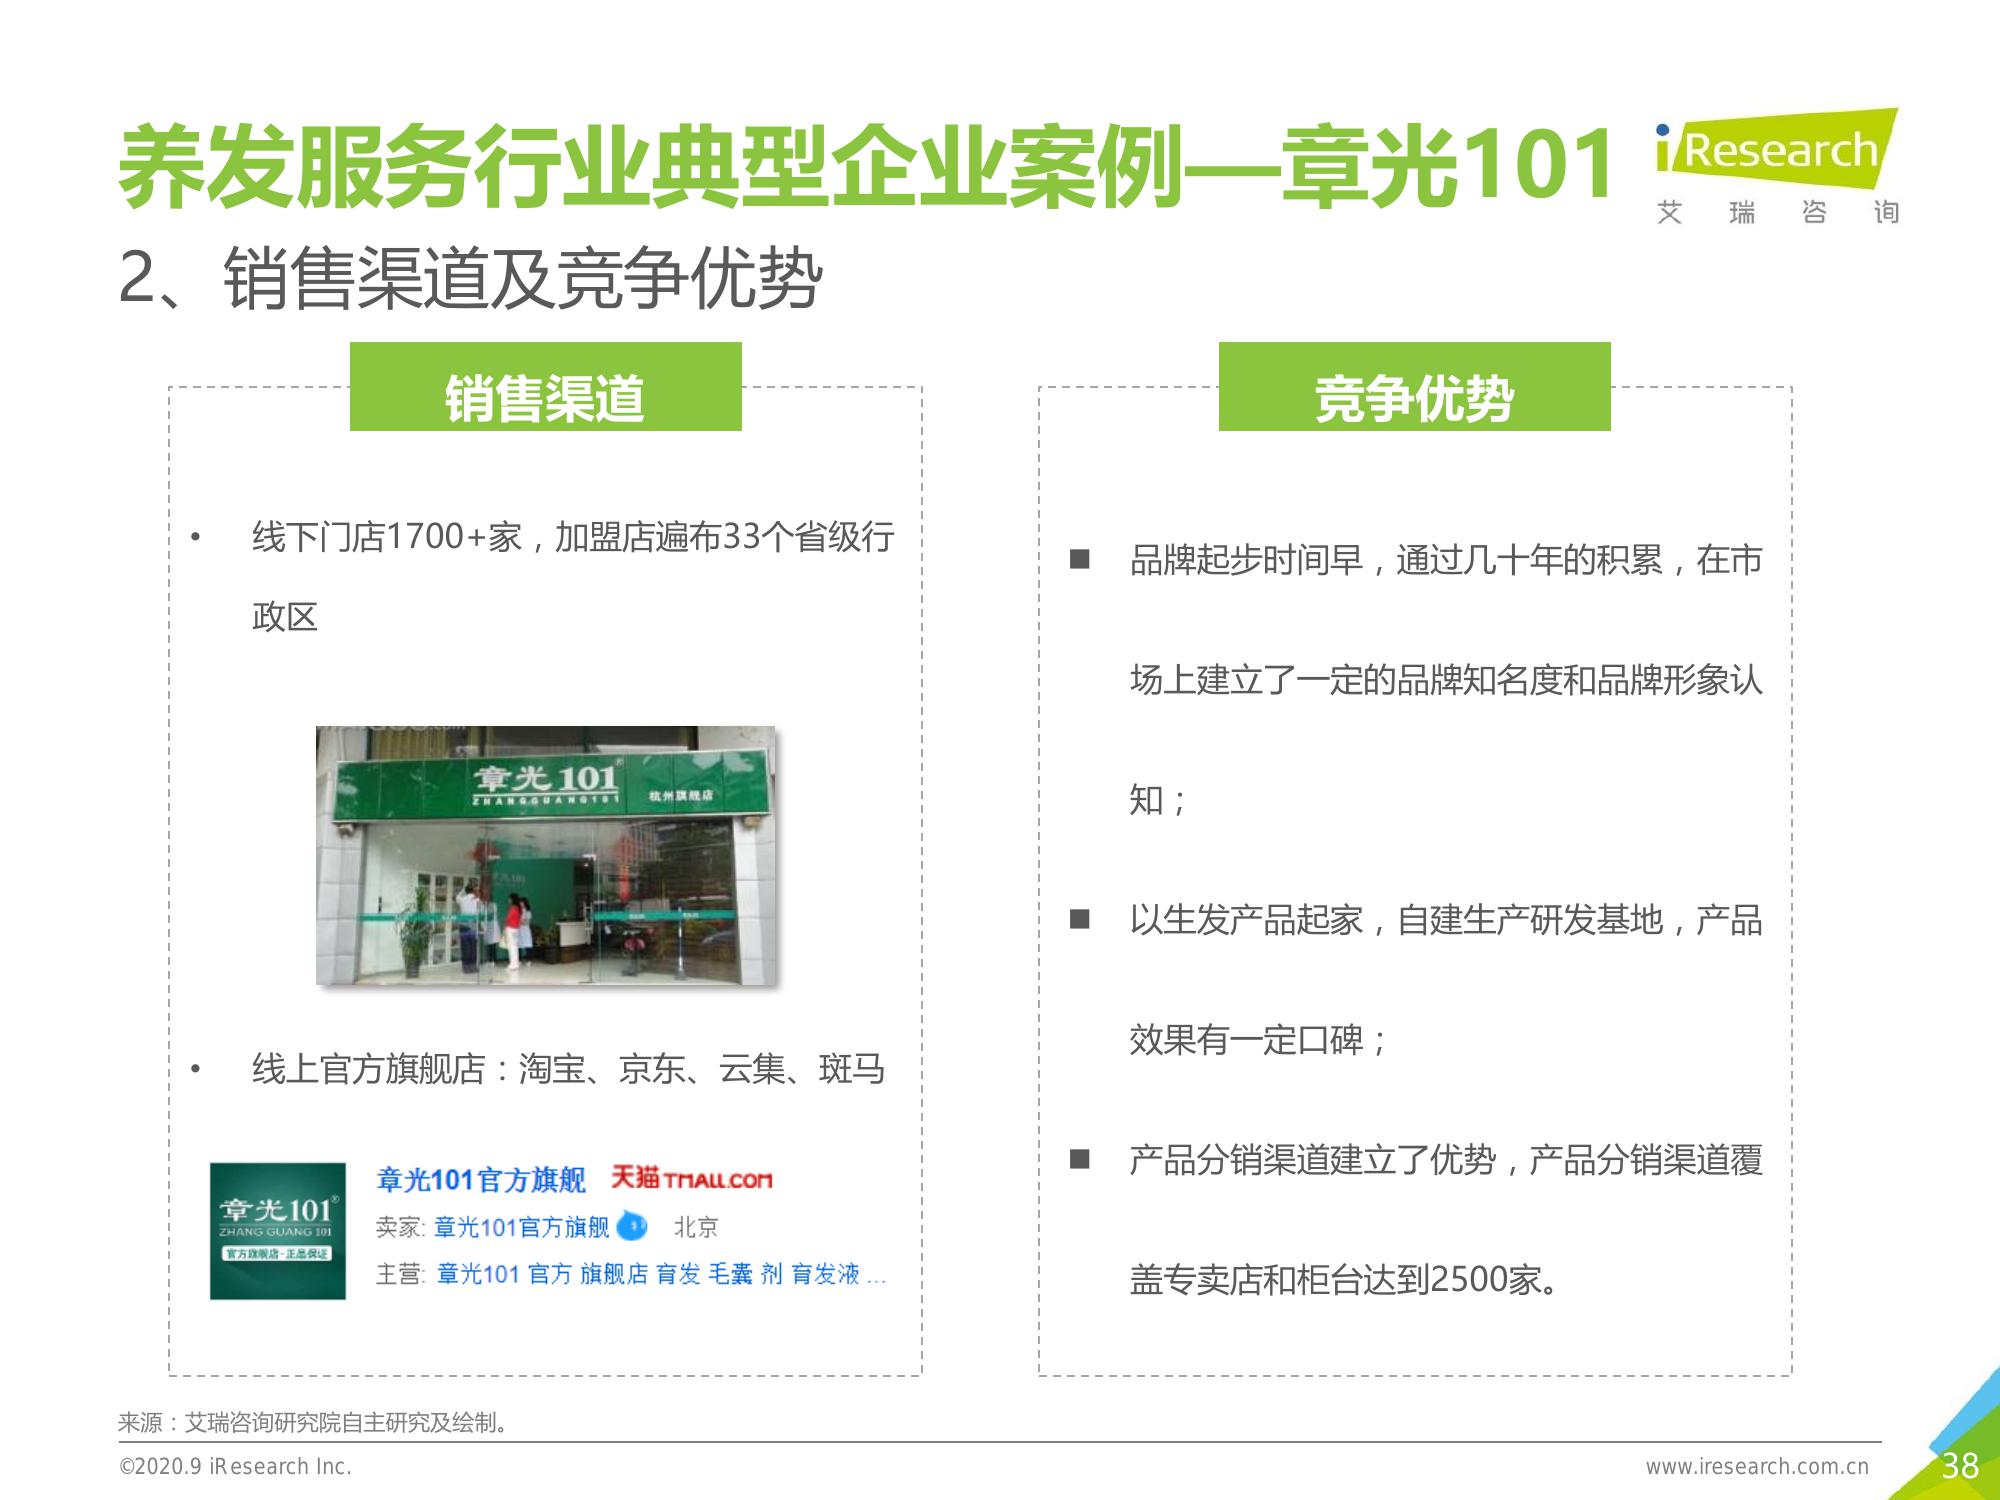 养发服务行业典型企业案例—章光101
iResearch
艾瑞咨询
2、销售渠道及竞争优势
销售渠道
• 线下门店1700+家，加盟店遍布33个省级行
政区
章光101®
ZHANGGUANG101
杭州旗舰店
章光101
• 线上官方旗舰店：淘宝、京东、云集、斑马
章光101®
ZHANG GUANG 101
官方旗舰店-正品保证
章光101官方旗舰 天猫TMALL.COM
卖家: 章光101官方旗舰 北京
主营: 章光101 官方 旗舰店 育发 毛囊 剂 育发液 ...
竞争优势
■ 品牌起步时间早，通过几十年的积累，在市
场上建立了一定的品牌知名度和品牌形象认
知；
■ 以生发产品起家，自建生产研发基地，产品
效果有一定口碑；
■ 产品分销渠道建立了优势，产品分销渠道覆
盖专卖店和柜台达到2500家。
来源：艾瑞咨询研究院自主研究及绘制。
©2020.9 iResearch Inc.
www.iresearch.com.cn
38